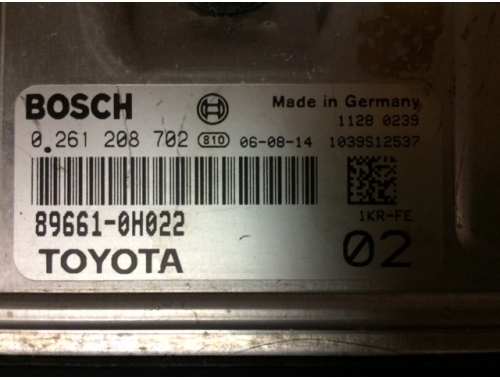 BOSCH Made in Germany
1128 0239
0 261 208 702 810 06-08-14 1039S12537
89661-0H022 1KR-FE
TOYOTA 02